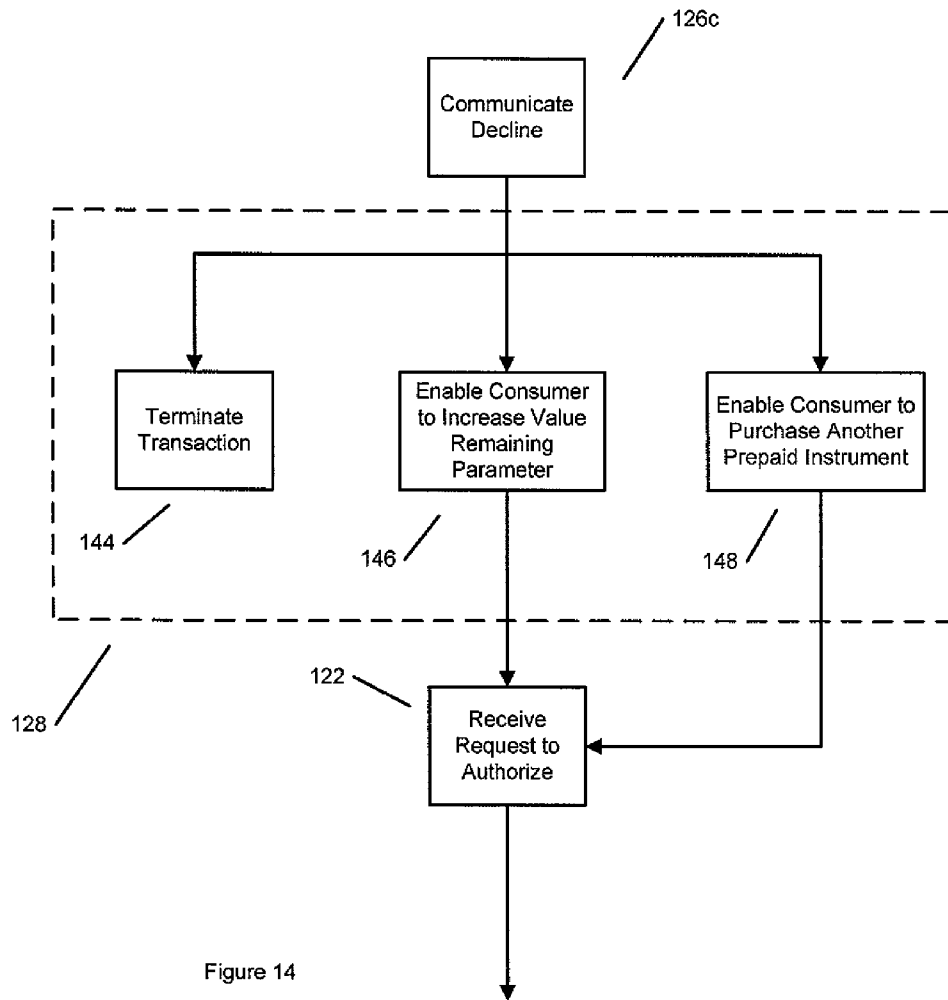 126c
Communicate
Decline
Terminate
Transaction
Enable Consumer
to Increase Value
Remaining
Parameter
Enable Consumer to
Purchase Another
Prepaid Instrument
144
146
148
128
122
Receive
Request to
Authorize
Figure 14